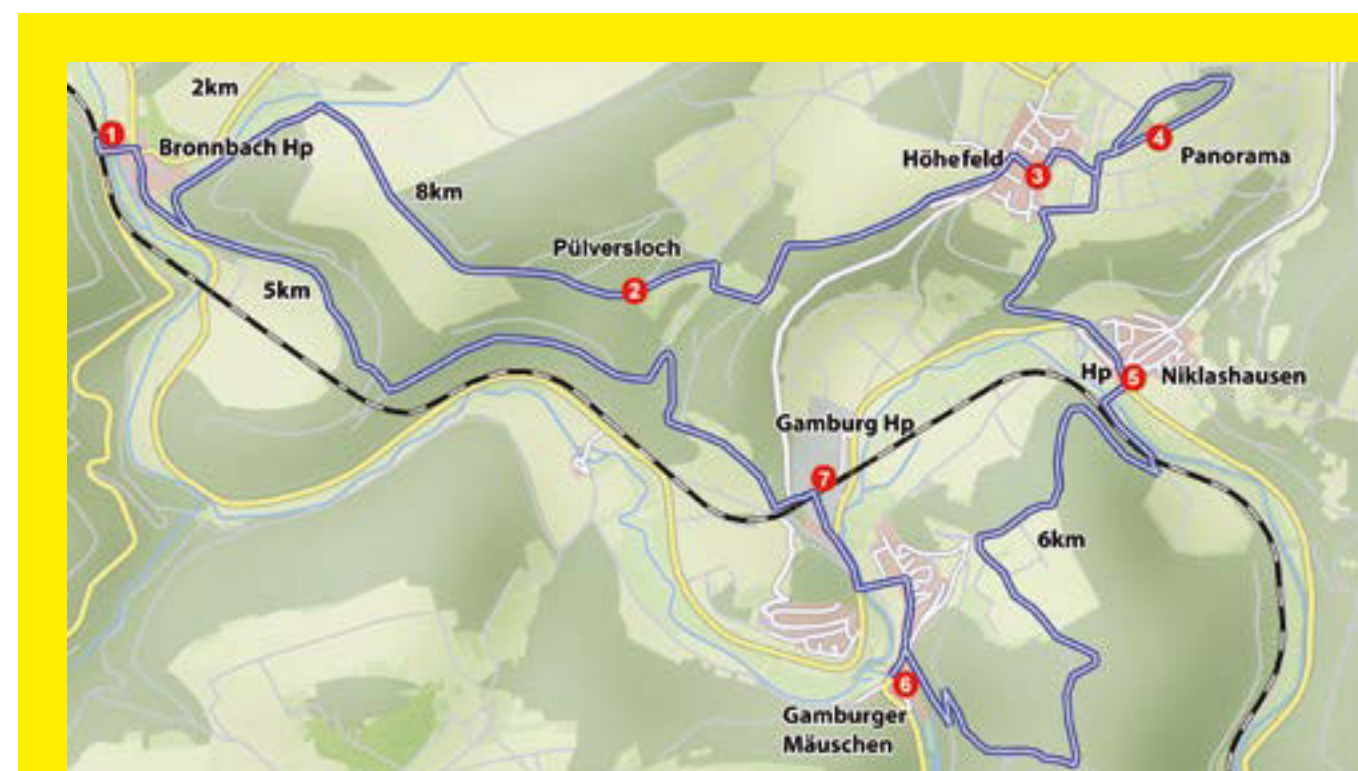 2km
1
Bronnbach Hp
8km
Höhefeld
3
4
Panorama
Pülversloch
2
5km
Hp
5
Niklashausen
Gamburg Hp
7
6km
6
Gamburger
Mäuschen